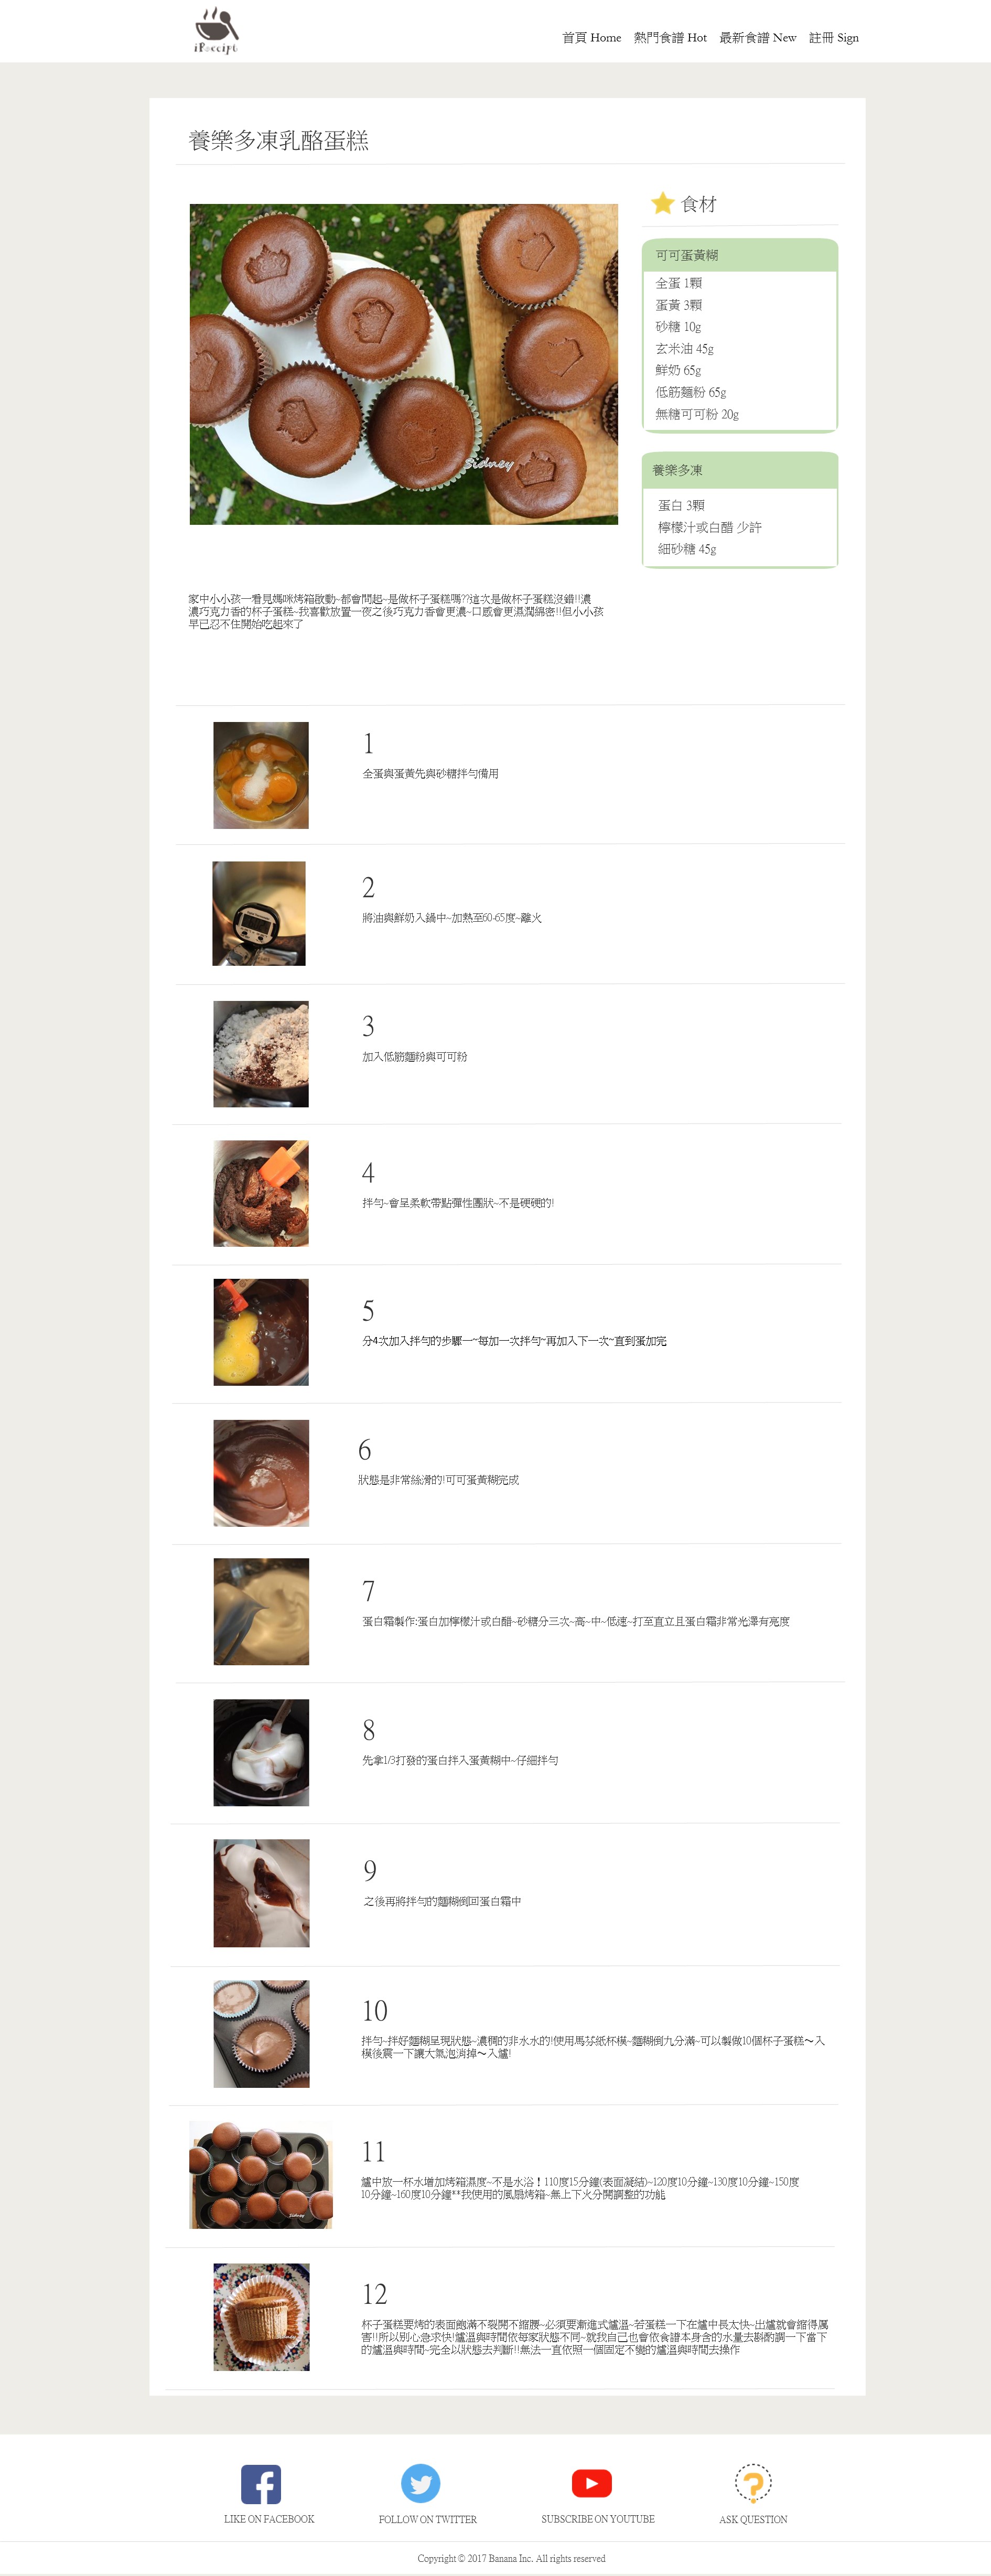 iReceipt
首頁 Home 熱門食譜 Hot 最新食譜 New 註冊 Sign
養樂多凍乳酪蛋糕
食材
可可蛋黃糊
全蛋 1顆
蛋黃 3顆
砂糖 10g
玄米油 45g
鮮奶 65g
低筋麵粉 65g
無糖可可粉 20g
Sidney
養樂多凍
蛋白 3顆
檸檬汁或白醋 少許
細砂糖 45g
家中小小孩一看見媽咪烤箱啟動~都會問起~是做杯子蛋糕嗎??這次是做杯子蛋糕沒錯!!濃
濃巧克力香的杯子蛋糕~我喜歡放置一夜之後巧克力香會更濃~口感會更濕潤綿密!!但小小孩
早已忍不住開始吃起來了
1
全蛋與蛋黃先與砂糖拌勻備用
2
將油與鮮奶入鍋中~加熱至60-65度~離火
3
加入低筋麵粉與可可粉
4
拌勻~會呈柔軟帶點彈性團狀~不是硬硬的!
5
分4次加入拌勻的步驟一~每加一次拌勻~再加入下一次~直到蛋加完
6
狀態是非常絲滑的!可可蛋黃糊完成
7
蛋白霜製作:蛋白加檸檬汁或白醋~砂糖分三次~高~中~低速~打至直立且蛋白霜非常光澤有亮度
8
先拿1/3打發的蛋白拌入蛋黃糊中~仔細拌勻
9
之後再將拌勻的麵糊倒回蛋白霜中
10
拌勻~拌好麵糊呈現狀態~濃稠的非水水的!使用馬芬紙杯模~麵糊倒九分滿~可以製做10個杯子蛋糕～入
模後震一下讓大氣泡消掉～入爐!
11
爐中放一杯水增加烤箱濕度~不是水浴！110度15分鐘(表面凝結)~120度10分鐘~130度10分鐘~150度
10分鐘~160度10分鐘**我使用的風扇烤箱~無上下火分開調整的功能
Sidney
12
杯子蛋糕要烤的表面飽滿不裂開不縮腰~必須要漸進式爐溫~若蛋糕一下在爐中長太快~出爐就會縮得厲
害!!所以別心急求快!爐溫與時間依每家狀態不同~就我自己也會依食譜本身含的水量去斟酌調一下當下
的爐溫與時間~完全以狀態去判斷!!無法一直依照一個固定不變的爐溫與時間去操作
LIKE ON FACEBOOK FOLLOW ON TWITTER SUBSCRIBE ON YOUTUBE ASK QUESTION
Copyright © 2017 Banana Inc. All rights reserved